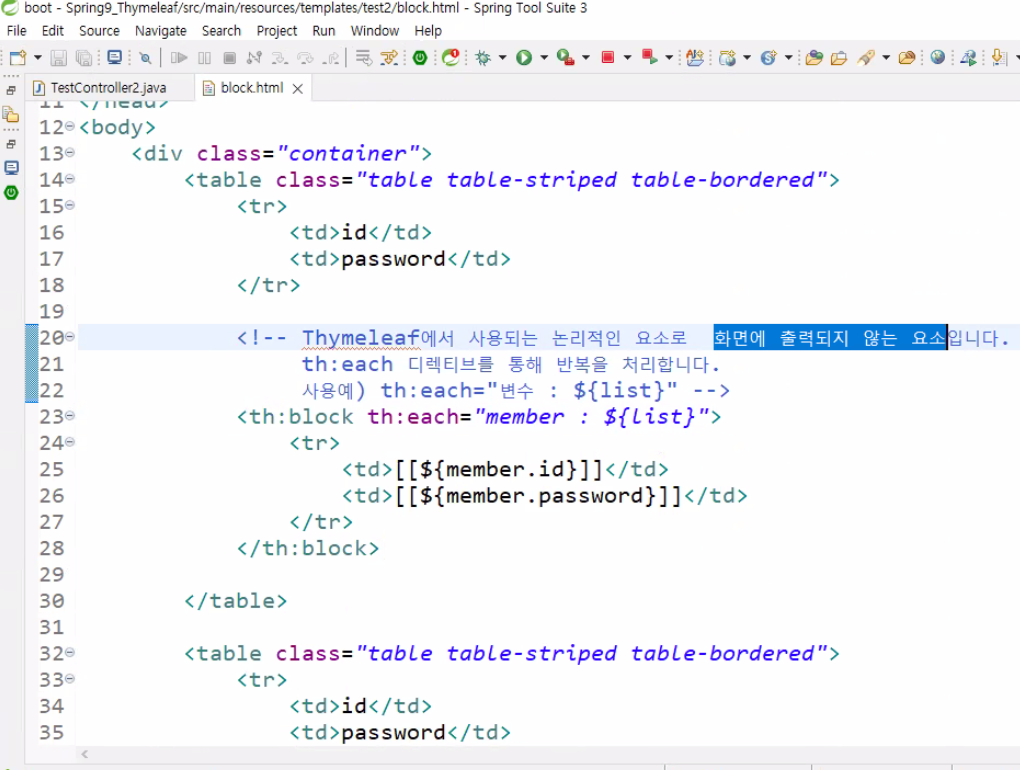 boot - Spring9_Thymeleaf/src/main/resources/templates/test2/block.html - Spring Tool Suite 3
File Edit Source Navigate Search Project Run Window Help
TestController2.java block.html
11 </head>
12 <body>
13 <div class="container">
14 <table class="table table-striped table-bordered">
15 <tr>
16 <td>id</td>
17 <td>password</td>
18 </tr>
19
20 <!-- Thymeleaf에서 사용되는 논리적인 요소로 화면에 출력되지 않는 요소입니다.
21 th:each 디렉티브를 통해 반복을 처리합니다.
22 사용예) th:each="변수 : ${list}" -->
23 <th:block th:each="member : ${list}">
24 <tr>
25 <td>[[${member.id}]]</td>
26 <td>[[${member.password}]]</td>
27 </tr>
28 </th:block>
29
30 </table>
31
32 <table class="table table-striped table-bordered">
33 <tr>
34 <td>id</td>
35 <td>password</td>